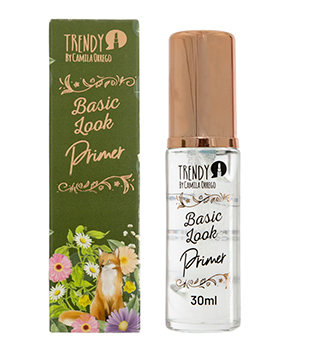 TRENDY
BY CAMILA ORREGO
Basic
Look
Primer
TRENDY
BY CAMILA ORREGO
Basic
Look
Primer
30ml